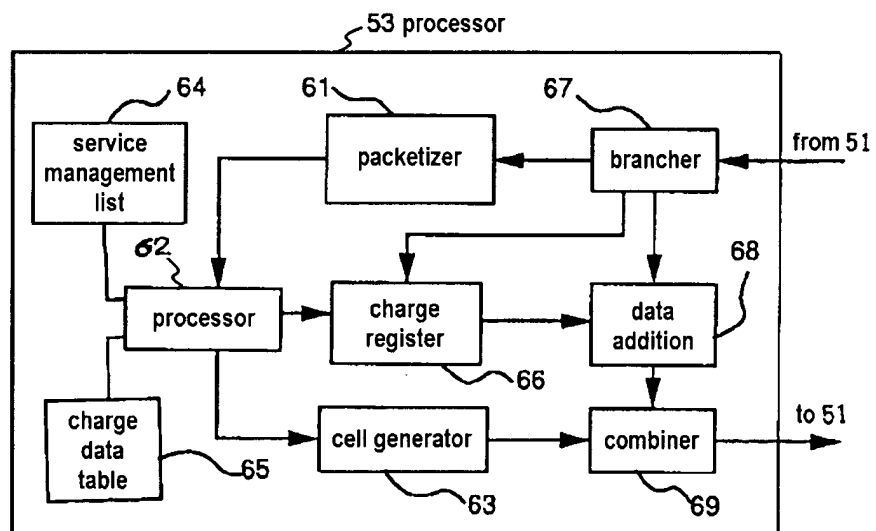 53 processor
64
61
67
service
management
list
packetizer
brancher
from 51
62
68
processor
charge
register
data
addition
66
charge
data
table
65
cell generator
63
combiner
69
to 51